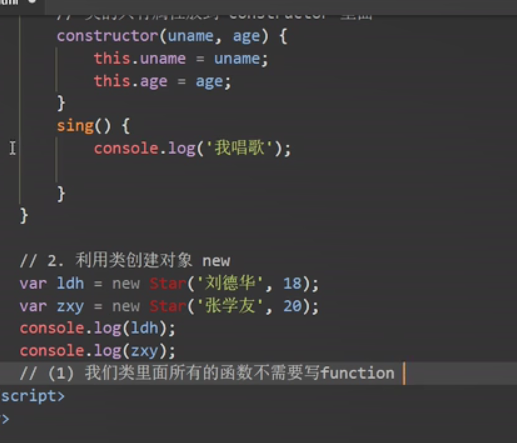 constructor(uname, age) {
this.uname = uname;
this.age = age;
}
sing() {
console.log('我唱歌');
}
}
// 2. 利用类创建对象 new
var ldh = new Star('刘德华', 18);
var zxy = new Star('张学友', 20);
console.log(ldh);
console.log(zxy);
// (1) 我们类里面所有的函数不需要写function
script>
>